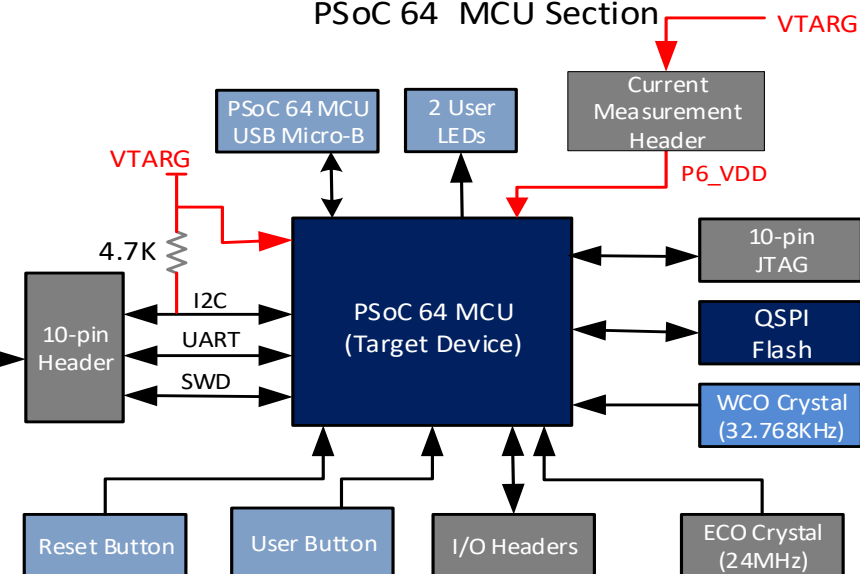 PSoC 64 MCU Section
VTARG
Current
Measurement
Header
PSoC 64 MCU
USB Micro-B
2 User
LEDs
VTARG
P6_VDD
4.7K
10-pin
JTAG
I2C
UART
SWD
10-pin
Header
PSoC 64 MCU
(Target Device)
QSPI
Flash
WCO Crystal
(32.768KHz)
Reset Button
User Button
I/O Headers
ECO Crystal
(24MHz)